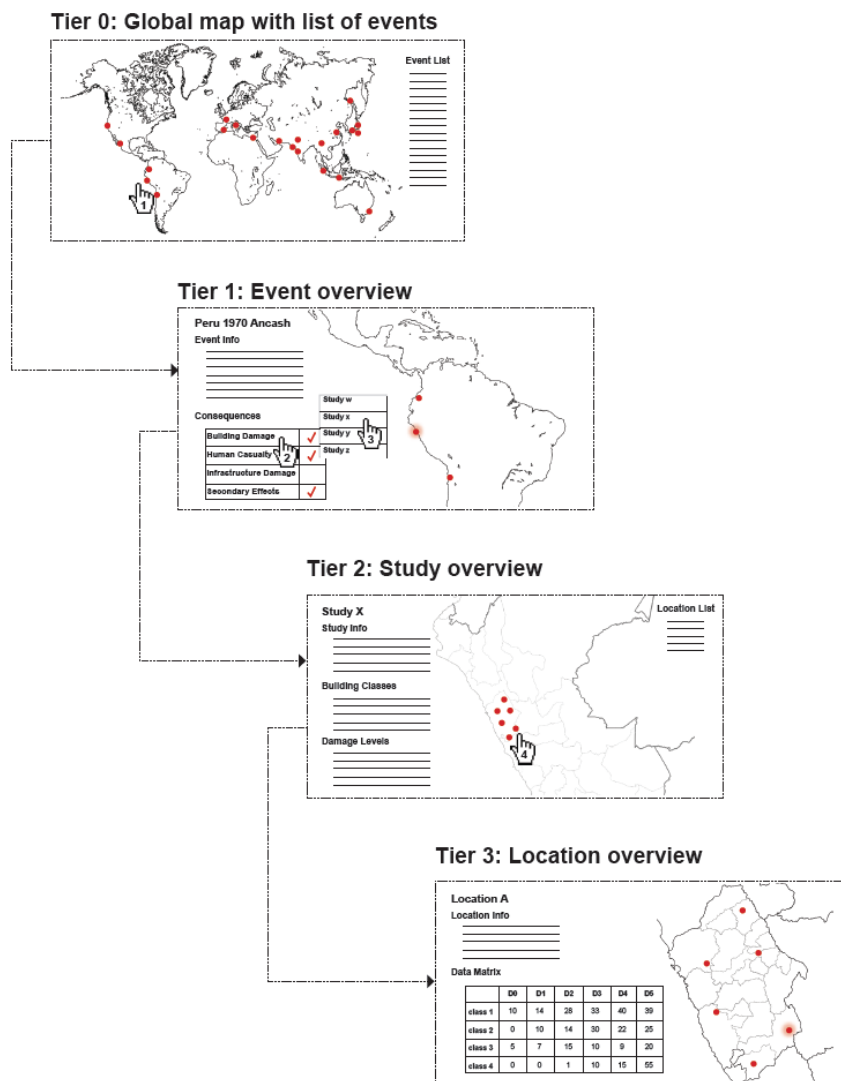 Tier 0: Global map with list of events
Event List
1
Tier 1: Event overview
Peru 1970 Ancash
Event Info
Consequences
Building Damage ✓
Human Casualty ✓
Infrastructure Damage
Secondary Effects ✓
Study w
Study x
Study y
Study z
2
3
Tier 2: Study overview
Study X
Study Info
Building Classes
Damage Levels
Location List
4
Tier 3: Location overview
Location A
Location Info
Data Matrix
D0 D1 D2 D3 D4 D5
class 1 10 14 28 33 40 39
class 2 0 10 14 30 22 25
class 3 5 7 15 10 9 20
class 4 0 0 1 10 15 55